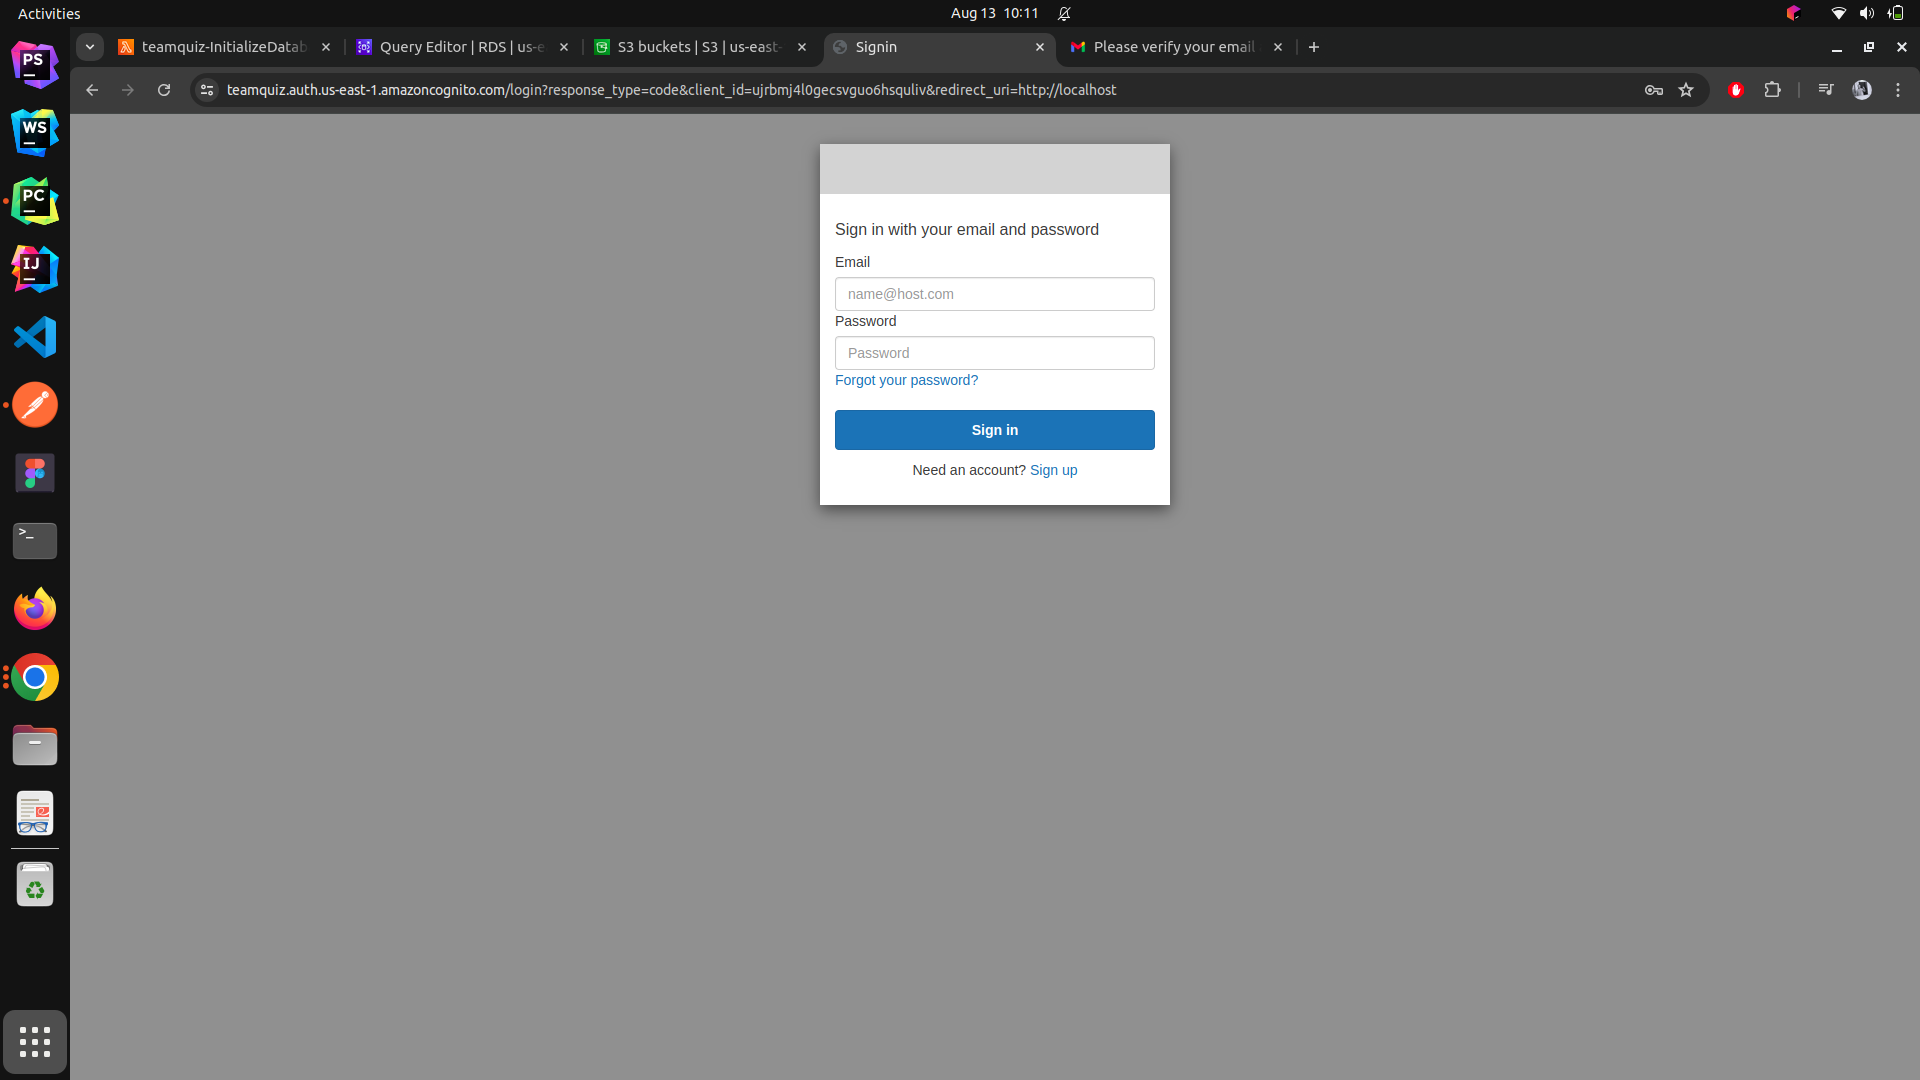 Activities
Aug 13 10:11
teamquiz-InitializeDatab
Query Editor | RDS | us-e
S3 buckets | S3 | us-east-
Signin
Please verify your email
teamquiz.auth.us-east-1.amazoncognito.com/login?response_type=code&client_id=ujrbmj4l0gecsvguo6hsquliv&redirect_uri=http://localhost
PS
WS
PC
IJ
>_
Sign in with your email and password
Email
name@host.com
Password
Password
Forgot your password?
Sign in
Need an account? Sign up